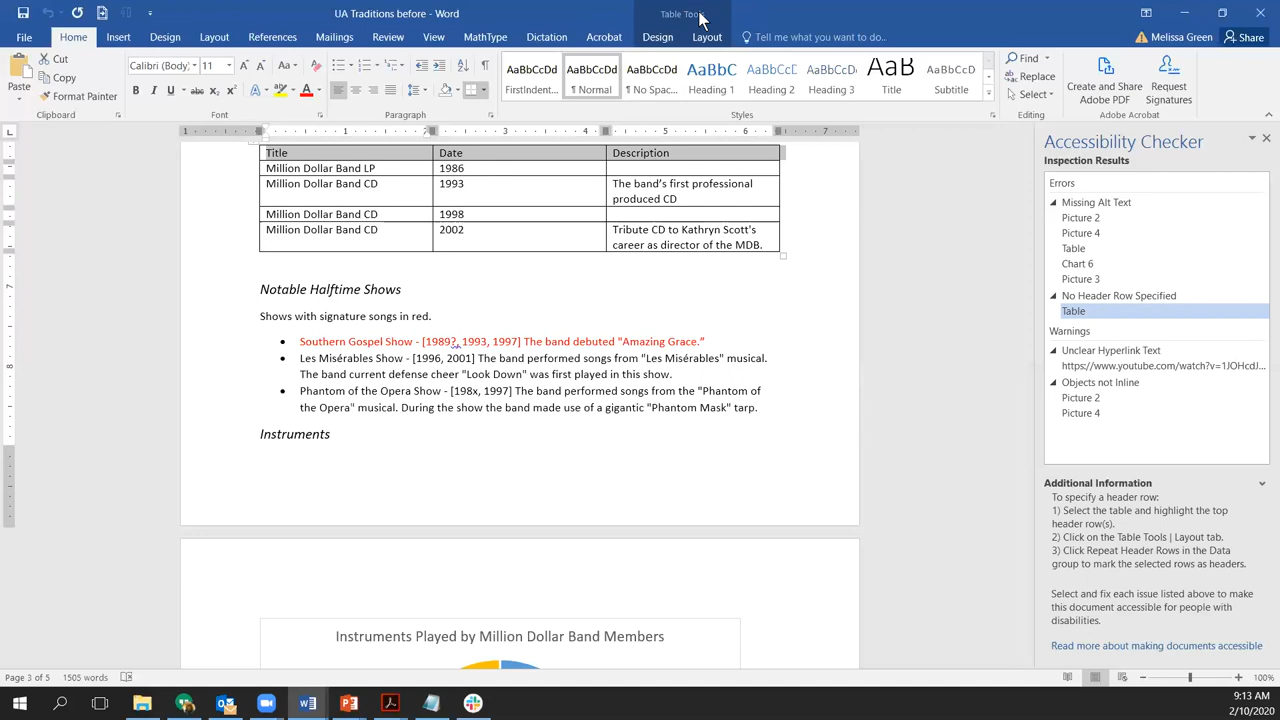 UA Traditions before - Word
Table Tools
Melissa Green
Share
File
Home
Insert
Draw
Design
Layout
References
Mailings
Review
View
MathType
Dictation
Acrobat
Design
Layout
Tell me what you want to do..
Paste
Cut
Copy
Format Painter
Clipboard
Calibri (Body)
11
Font
Paragraph
AaBbCcDd
FirstIndent...
AaBbCcDd
¶ Normal
AaBbCcDd
¶ No Spac...
AaBbC
Heading 1
AaBbCcDd
Heading 2
AaBbCcDd
Heading 3
AaB
Title
AaBbCcDd
Subtitle
Styles
Find
Replace
Select
Editing
Create and Share
Adobe PDF
Request
Signatures
Adobe Acrobat
Title Date Description
Million Dollar Band LP 1986
Million Dollar Band CD 1993 The band's first professional
produced CD
Million Dollar Band CD 1998
Million Dollar Band CD 2002 Tribute CD to Kathryn Scott's
career as director of the MDB.
Notable Halftime Shows
Shows with signature songs in red.
• Southern Gospel Show - [1989?, 1993, 1997] The band debuted "Amazing Grace."
• Les Misérables Show - [1996, 2001] The band performed songs from "Les Misérables" musical.
The band current defense cheer "Look Down" was first played in this show.
• Phantom of the Opera Show - [198x, 1997] The band performed songs from the "Phantom of
the Opera" musical. During the show the band made use of a gigantic "Phantom Mask" tarp.
Instruments
Instruments Played by Million Dollar Band Members
Accessibility Checker
Inspection Results
Errors
Missing Alt Text
Picture 2
Picture 4
Table
Chart 6
Picture 3
No Header Row Specified
Table
Warnings
Unclear Hyperlink Text
https://www.youtube.com/watch?v=1JOHcdJ...
Objects not Inline
Picture 2
Picture 4
Additional Information
To specify a header row:
1) Select the table and highlight the top
header row(s).
2) Click on the Table Tools | Layout tab.
3) Click Repeat Header Rows in the Data
group to mark the selected rows as headers.
Select and fix each issue listed above to make
this document accessible for people with
disabilities.
Read more about making documents accessible
Page 3 of 5
1505 words
100%
9:13 AM
2/10/2020